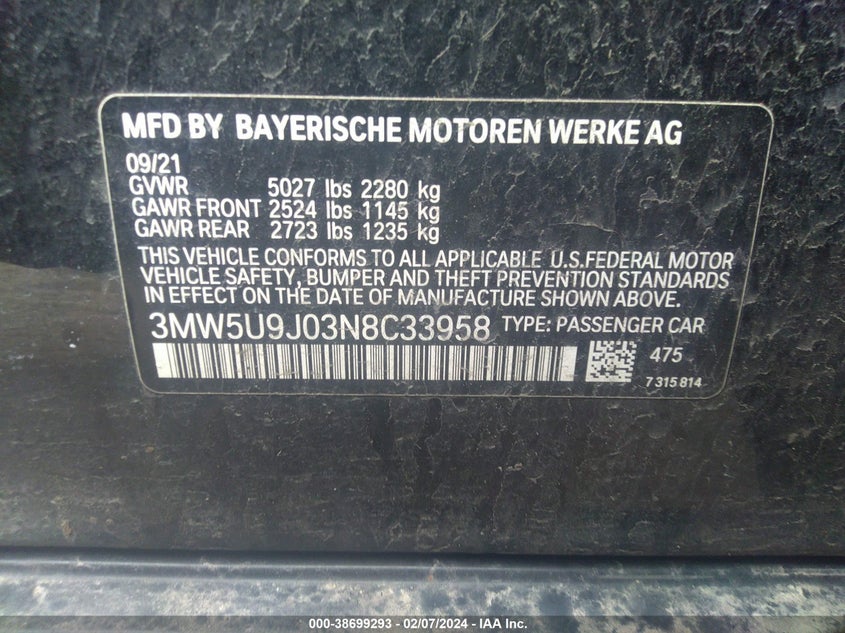 MFD BY BAYERISCHE MOTOREN WERKE AG
09/21
GVWR 5027 lbs 2280 kg
GAWR FRONT 2524 lbs 1145 kg
GAWR REAR 2723 lbs 1235 kg
THIS VEHICLE CONFORMS TO ALL APPLICABLE U.S.FEDERAL MOTOR
VEHICLE SAFETY, BUMPER AND THEFT PREVENTION STANDARDS
IN EFFECT ON THE DATE OF MANUFACTURE SHOWN ABOVE.
3MW5U9J03N8C33958 TYPE: PASSENGER CAR
475
7 315 814
000-38699293 - 02/07/2024 - IAA Inc.